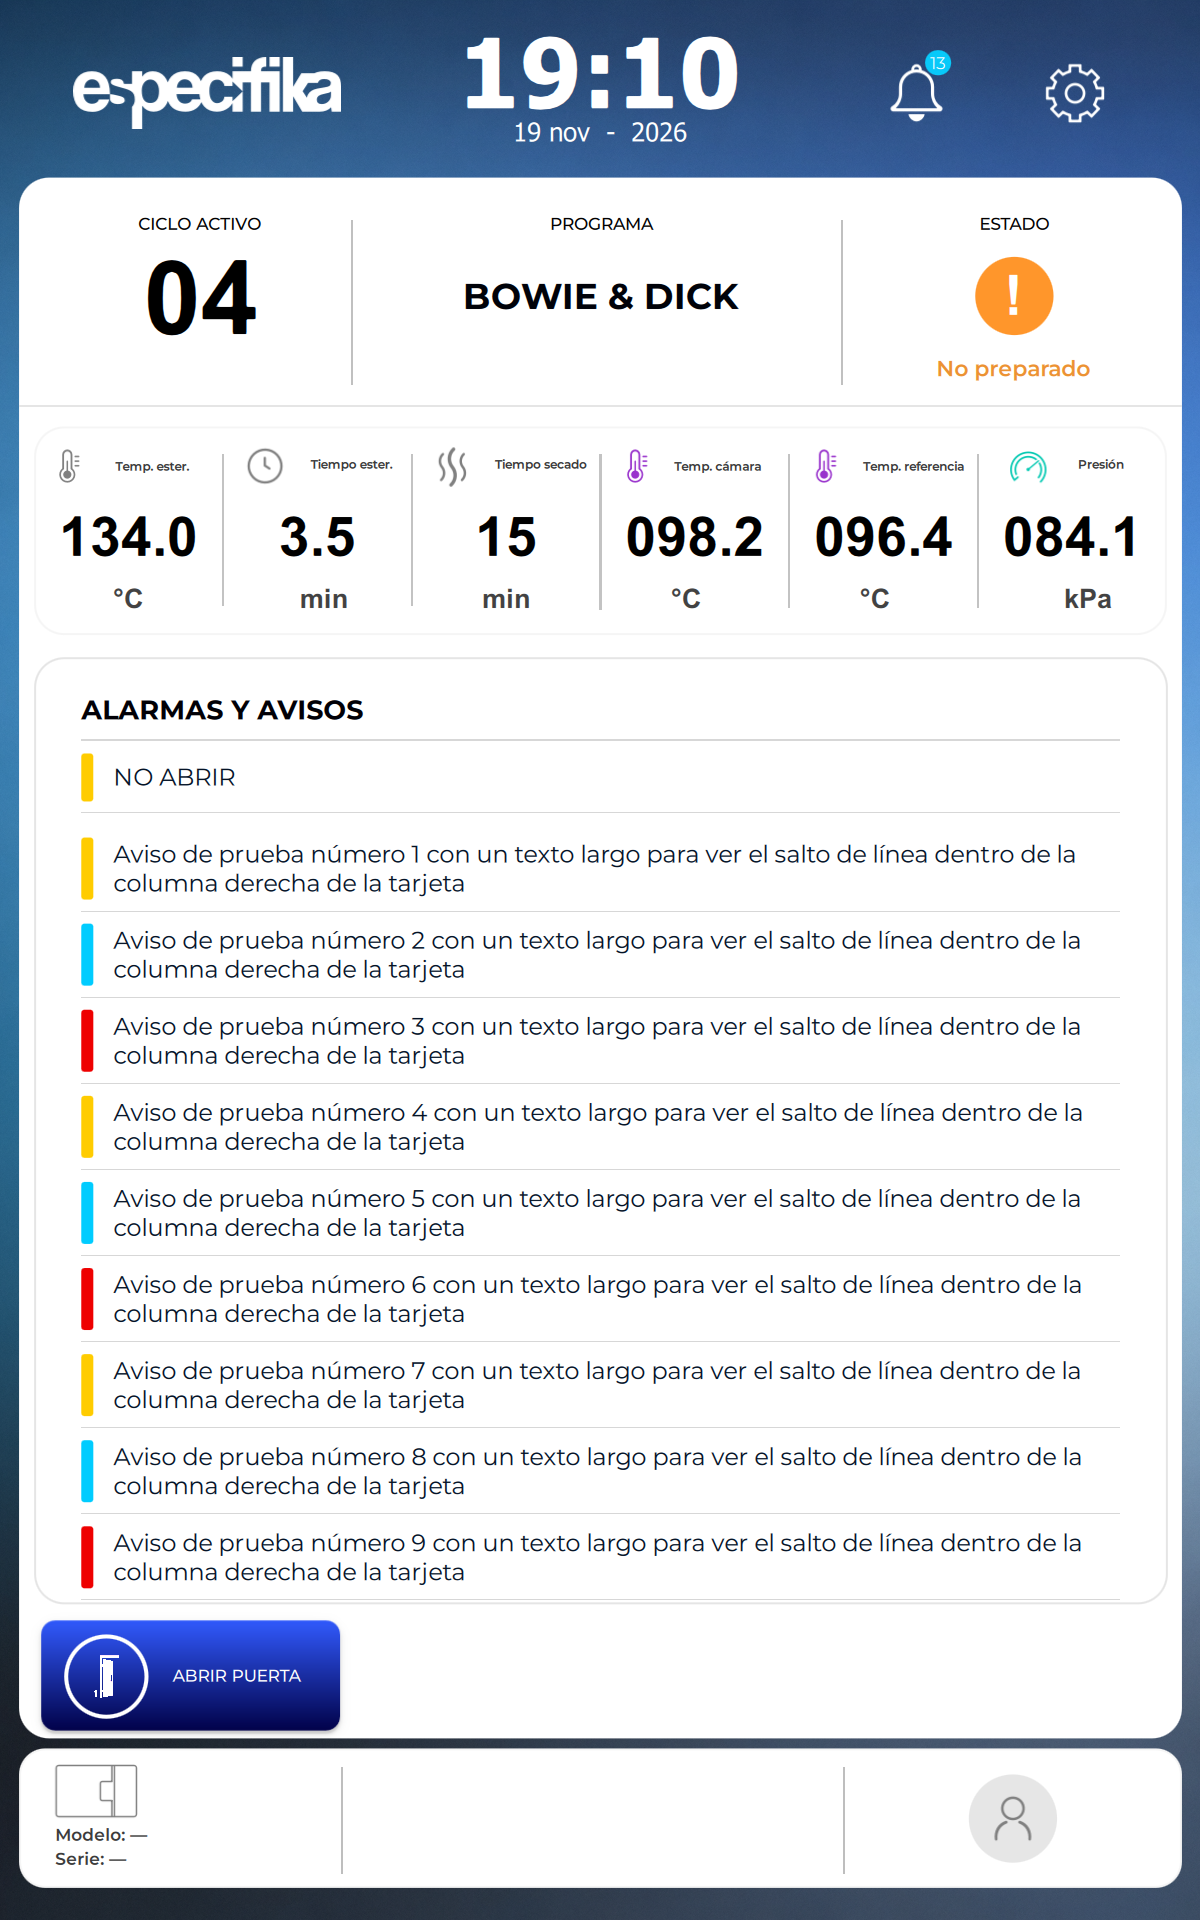 especifika
19:10
19 nov - 2026
13
CICLO ACTIVO
PROGRAMA
ESTADO
04
BOWIE & DICK
!
No preparado
Temp. ester.
Tiempo ester.
Tiempo secado
Temp. cámara
Temp. referencia
Presión
134.0
3.5
15
098.2
096.4
084.1
°C
min
min
°C
°C
kPa
ALARMAS Y AVISOS
NO ABRIR
Aviso de prueba número 1 con un texto largo para ver el salto de línea dentro de la
columna derecha de la tarjeta
Aviso de prueba número 2 con un texto largo para ver el salto de línea dentro de la
columna derecha de la tarjeta
Aviso de prueba número 3 con un texto largo para ver el salto de línea dentro de la
columna derecha de la tarjeta
Aviso de prueba número 4 con un texto largo para ver el salto de línea dentro de la
columna derecha de la tarjeta
Aviso de prueba número 5 con un texto largo para ver el salto de línea dentro de la
columna derecha de la tarjeta
Aviso de prueba número 6 con un texto largo para ver el salto de línea dentro de la
columna derecha de la tarjeta
Aviso de prueba número 7 con un texto largo para ver el salto de línea dentro de la
columna derecha de la tarjeta
Aviso de prueba número 8 con un texto largo para ver el salto de línea dentro de la
columna derecha de la tarjeta
Aviso de prueba número 9 con un texto largo para ver el salto de línea dentro de la
columna derecha de la tarjeta
ABRIR PUERTA
Modelo: —
Serie: —